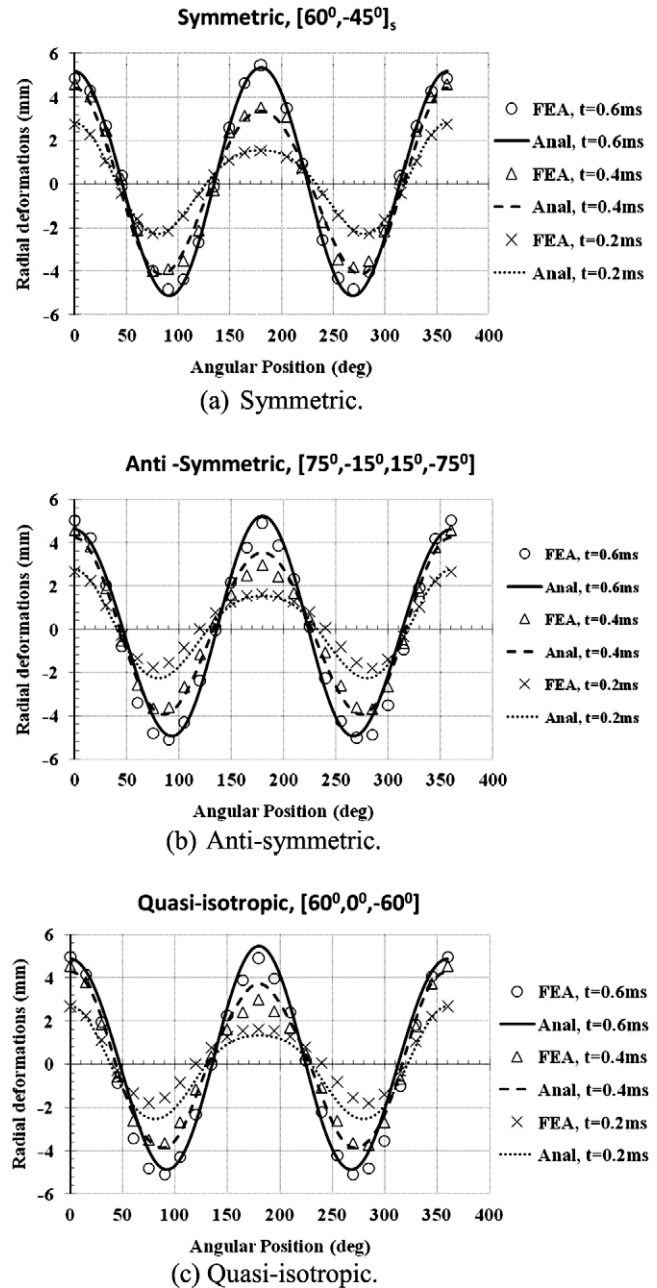 Symmetric, [60⁰,-45⁰]ₛ
Radial deformations (mm)
6
4
2
0
-2
-4
-6
0 50 100 150 200 250 300 350 400
Angular Position (deg)
FEA, t=0.6ms
Anal, t=0.6ms
FEA, t=0.4ms
Anal, t=0.4ms
FEA, t=0.2ms
Anal, t=0.2ms
(a) Symmetric.
Anti -Symmetric, [75⁰,-15⁰,15⁰,-75⁰]
Radial deformations (mm)
6
4
2
0
-2
-4
-6
0 50 100 150 200 250 300 350 400
Angular Position (deg)
FEA, t=0.6ms
Anal, t=0.6ms
FEA, t=0.4ms
Anal, t=0.4ms
FEA, t=0.2ms
Anal, t=0.2ms
(b) Anti-symmetric.
Quasi-isotropic, [60⁰,0⁰,-60⁰]
Radial deformations (mm)
6
4
2
0
-2
-4
-6
0 50 100 150 200 250 300 350 400
Angular Position (deg)
FEA, t=0.6ms
Anal, t=0.6ms
FEA, t=0.4ms
Anal, t=0.4ms
FEA, t=0.2ms
Anal, t=0.2ms
(c) Quasi-isotropic.